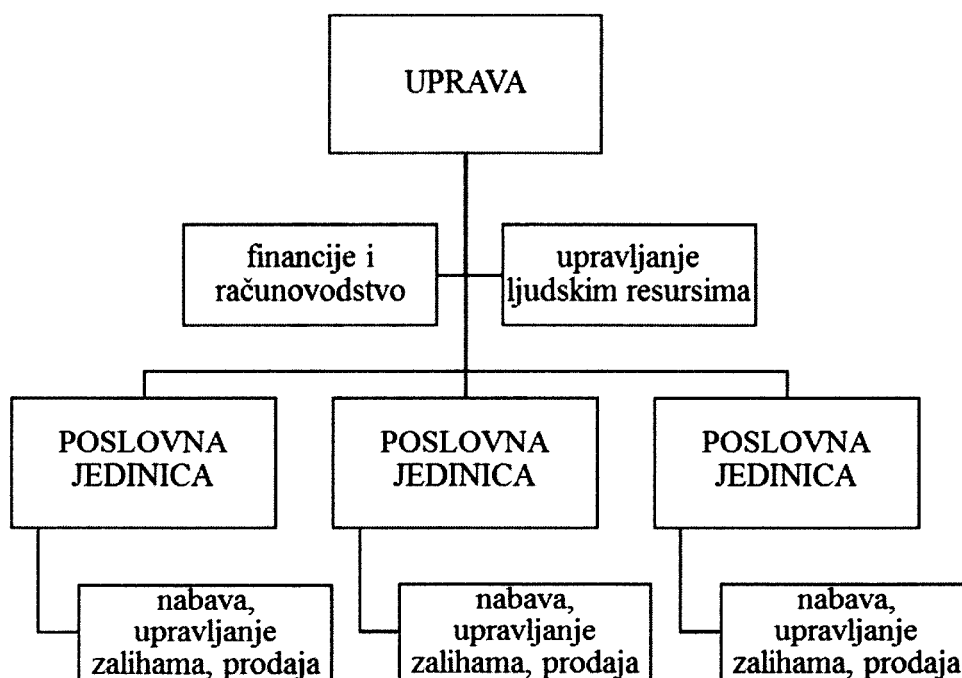 UPRAVA
financije i
računovodstvo
upravljanje
ljudskim resursima
POSLOVNA
JEDINICA
POSLOVNA
JEDINICA
POSLOVNA
JEDINICA
nabava,
upravljanje
zalihama, prodaja
nabava,
upravljanje
zalihama, prodaja
nabava,
upravljanje
zalihama, prodaja